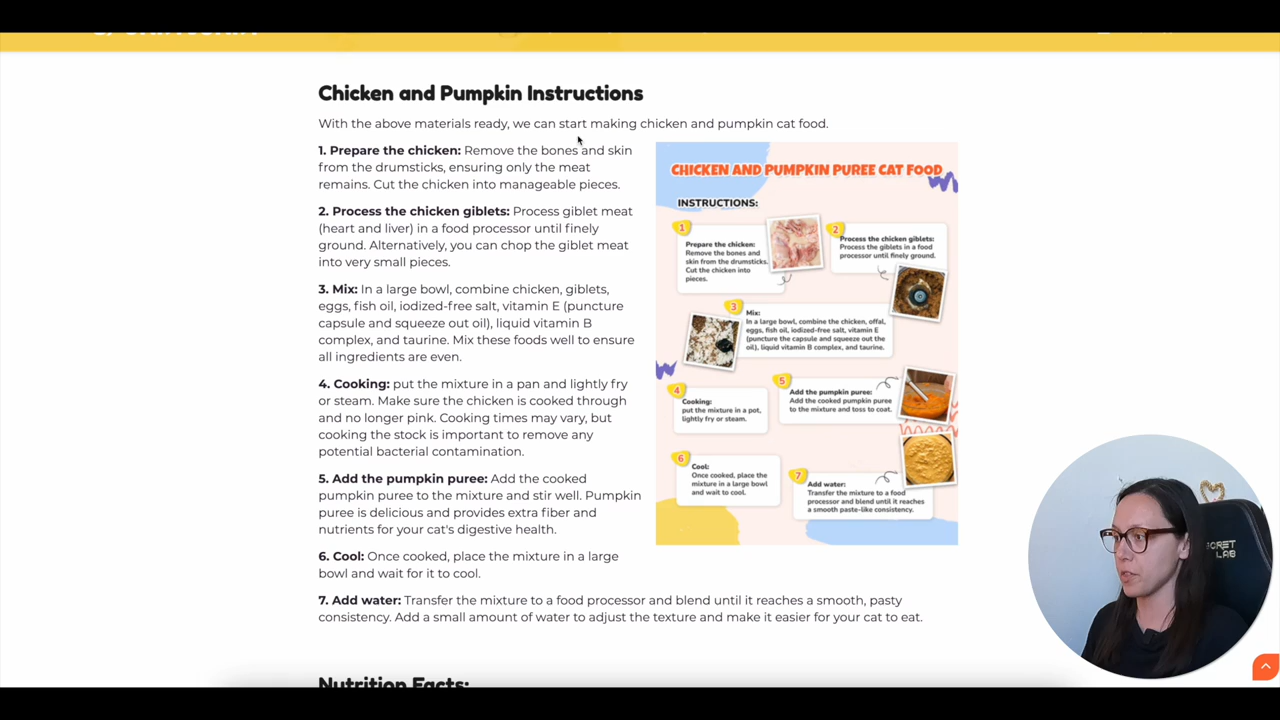 Chicken and Pumpkin Instructions
With the above materials ready, we can start making chicken and pumpkin cat food.
1. Prepare the chicken: Remove the bones and skin
from the drumsticks, ensuring only the meat
remains. Cut the chicken into manageable pieces.
2. Process the chicken giblets: Process giblet meat
(heart and liver) in a food processor until finely
ground. Alternatively, you can chop the giblet meat
into very small pieces.
3. Mix: In a large bowl, combine chicken, giblets,
eggs, fish oil, iodized-free salt, vitamin E (puncture
capsule and squeeze out oil), liquid vitamin B
complex, and taurine. Mix these foods well to ensure
all ingredients are even.
4. Cooking: put the mixture in a pan and lightly fry
or steam. Make sure the chicken is cooked through
and no longer pink. Cooking times may vary, but
cooking the stock is important to remove any
potential bacterial contamination.
5. Add the pumpkin puree: Add the cooked
pumpkin puree to the mixture and stir well. Pumpkin
puree is delicious and provides extra fiber and
nutrients for your cat's digestive health.
6. Cool: Once cooked, place the mixture in a large
bowl and wait for it to cool.
7. Add water: Transfer the mixture to a food processor and blend until it reaches a smooth, pasty
consistency. Add a small amount of water to adjust the texture and make it easier for your cat to eat.
CHICKEN AND PUMPKIN PUREE CAT FOOD
INSTRUCTIONS:
1
Prepare the chicken:
Remove the bones and
skin from the drumsticks.
Cut the chicken into
pieces.
2
Process the chicken giblets:
Process the giblets in a food
processor until finely ground.
3
Mix:
In a large bowl, combine the chicken, offal,
eggs, fish oil, iodized-free salt, vitamin E
(puncture the capsule and squeeze out the
oil), liquid vitamin B complex, and taurine.
4
Cooking:
put the mixture in a pot,
lightly fry or steam.
5
Add the pumpkin puree:
Add the cooked pumpkin puree
to the mixture and toss to coat.
6
Cool:
Once cooked, place the
mixture in a large bowl
and wait to cool.
7
Add water:
Transfer the mixture to a food
processor and blend until it reaches
a smooth paste-like consistency.
Nutrition Facts: